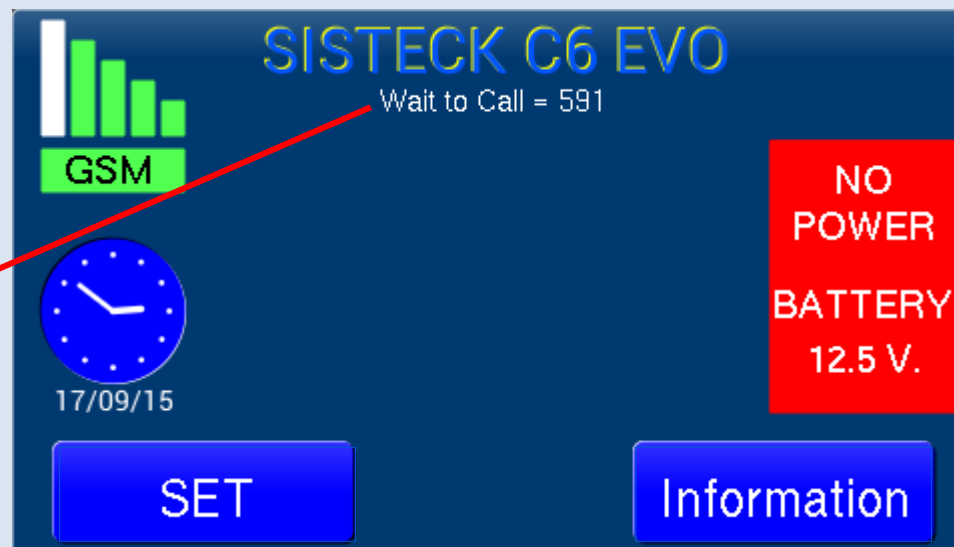 SISTECK C6 EVO
Wait to Call = 591
GSM
NO
POWER
BATTERY
12.5 V.
17/09/15
SET
Information